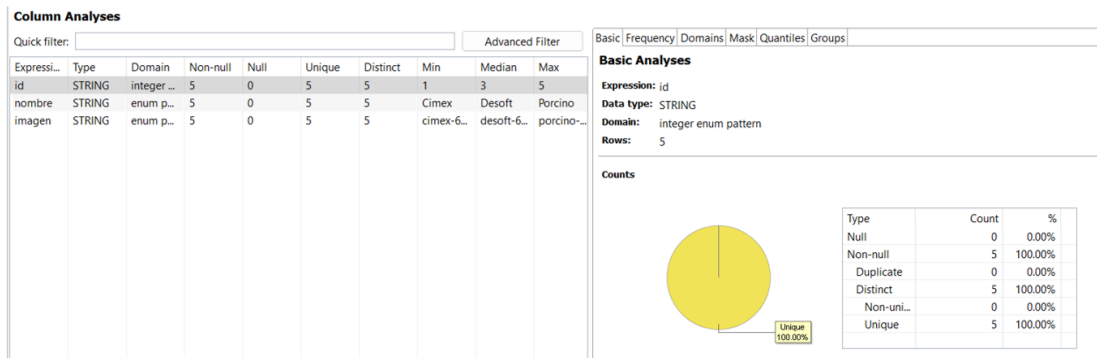 Column Analyses
Quick filter:
Advanced Filter
Expressi... Type Domain Non-null Null Unique Distinct Min Median Max
id STRING integer ... 5 0 5 5 1 3 5
nombre STRING enum p... 5 0 5 5 Cimex Desoft Porcino
imagen STRING enum p... 5 0 5 5 cimex-6... desoft-6... porcino-...
Basic Frequency Domains Mask Quantiles Groups
Basic Analyses
Expression: id
Data type: STRING
Domain: integer enum pattern
Rows: 5
Counts
Unique
100.00%
Type Count %
Null 0 0.00%
Non-null 5 100.00%
Duplicate 0 0.00%
Distinct 5 100.00%
Non-uni... 0 0.00%
Unique 5 100.00%